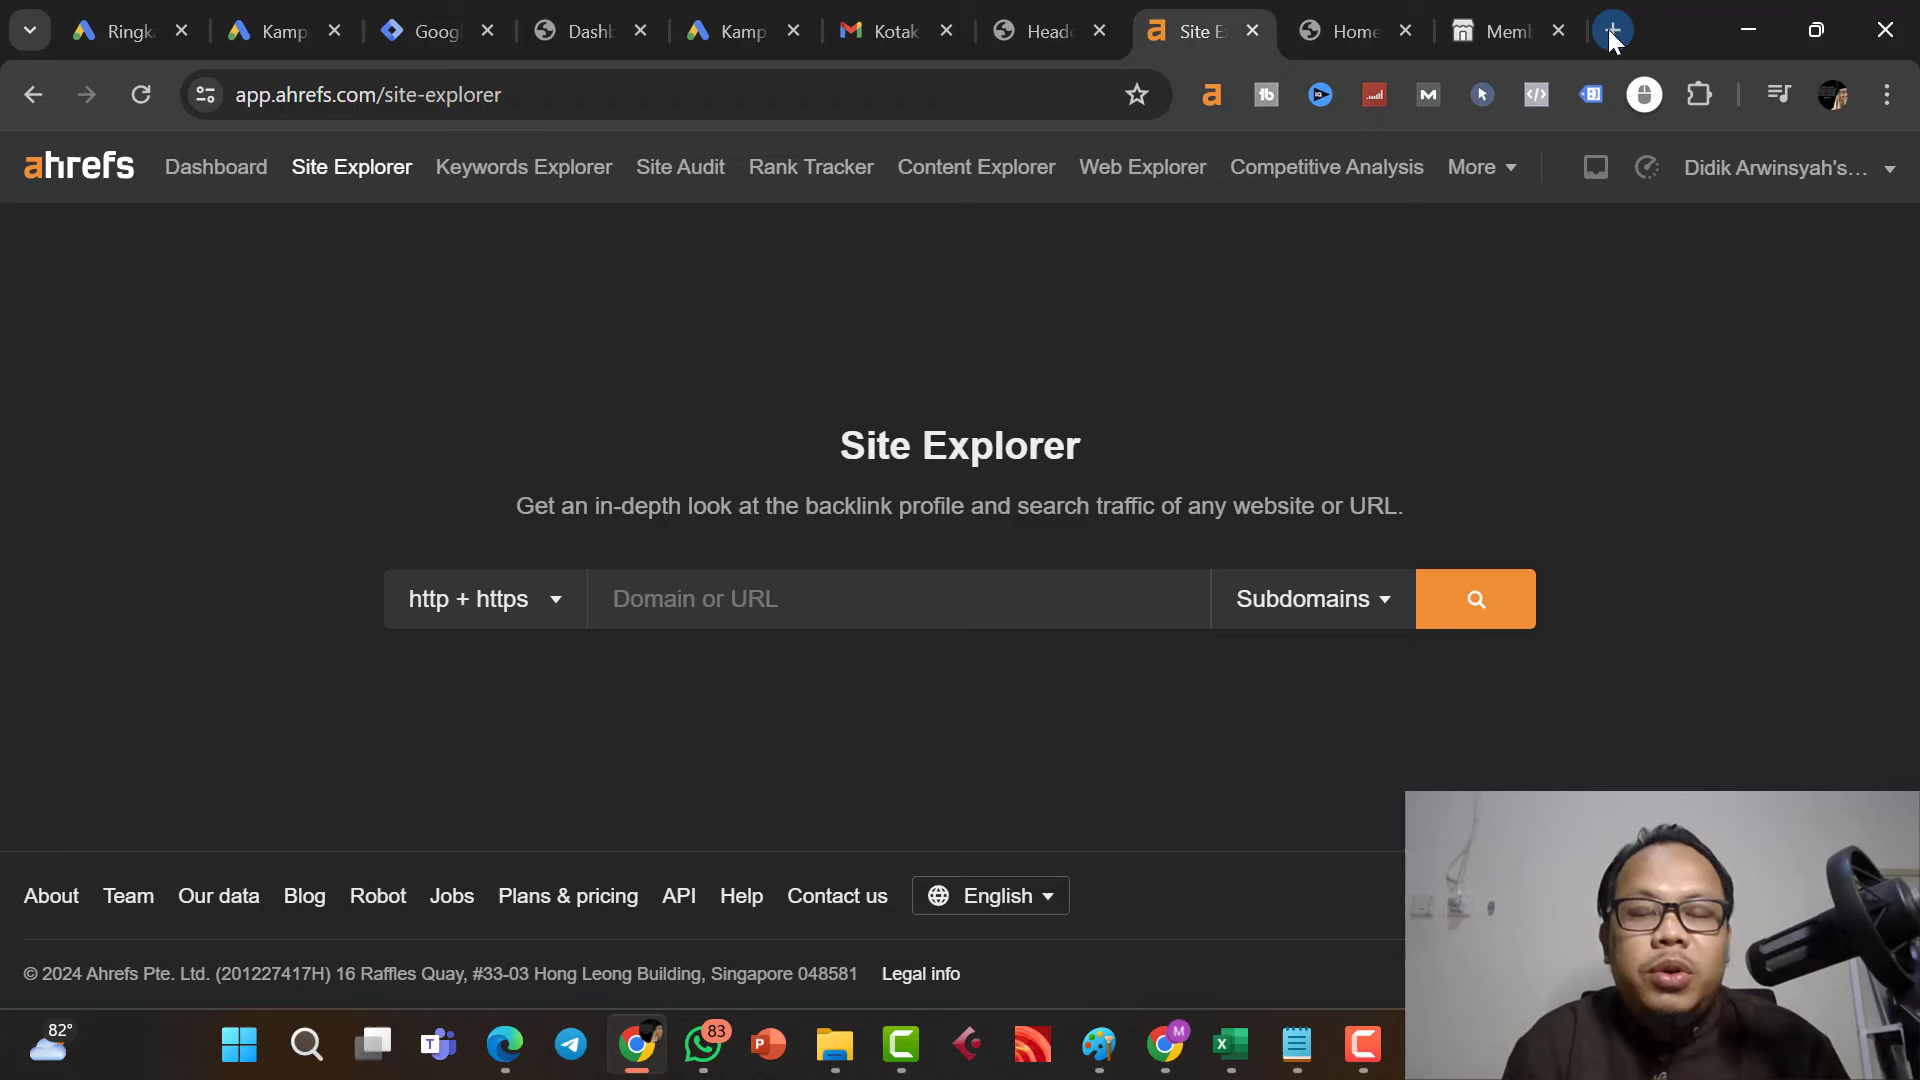 Ringk
Kamp
Googl
Dashb
Kamp
Kotak
Heade
Site E
Home
Memb
app.ahrefs.com/site-explorer
ahrefs
Dashboard
Site Explorer
Keywords Explorer
Site Audit
Rank Tracker
Content Explorer
Web Explorer
Competitive Analysis
More
Didik Arwinsyah's...
Site Explorer
Get an in-depth look at the backlink profile and search traffic of any website or URL.
http + https
Domain or URL
Subdomains
About
Team
Our data
Blog
Robot
Jobs
Plans & pricing
API
Help
Contact us
English
© 2024 Ahrefs Pte. Ltd. (201227417H) 16 Raffles Quay, #33-03 Hong Leong Building, Singapore 048581
Legal info
82°
83
M